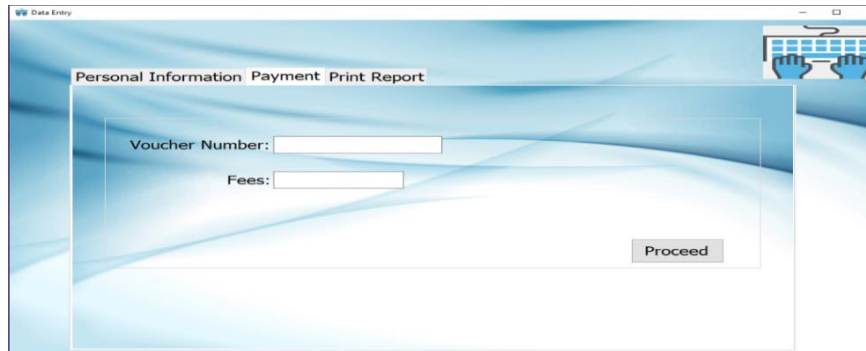 Data Entry
Personal Information Payment Print Report
Voucher Number:
Fees:
Proceed